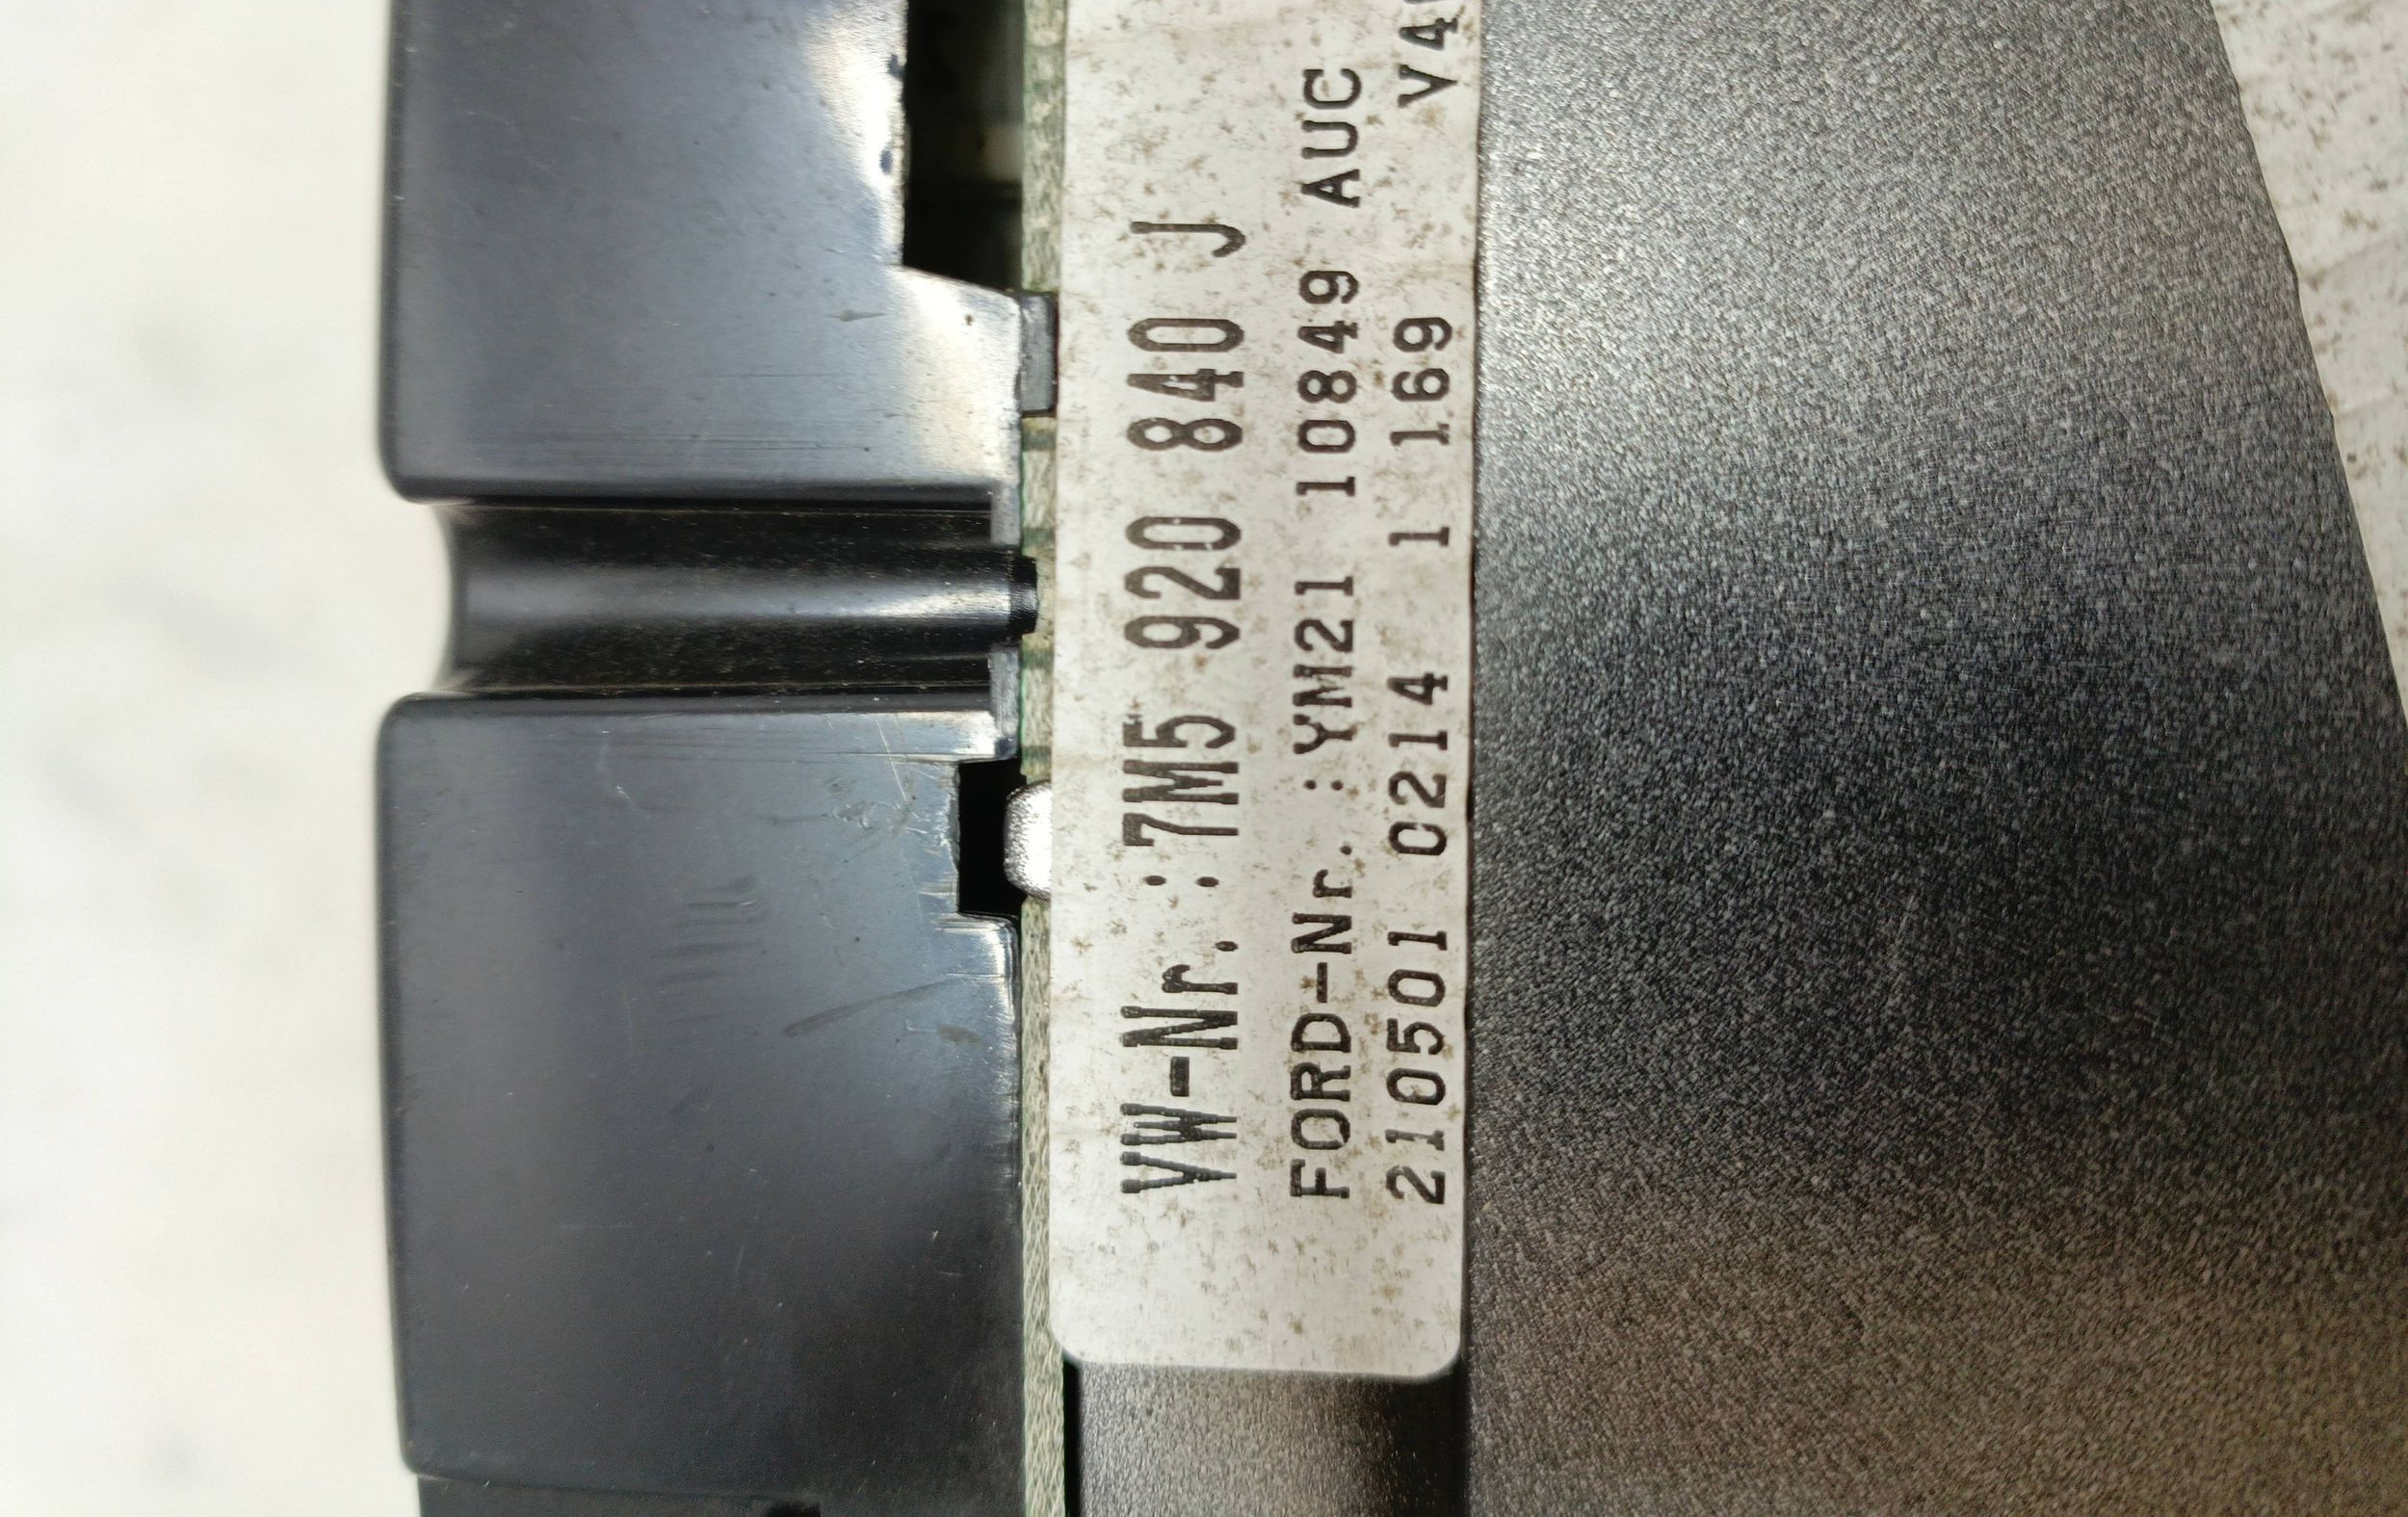 VW-Nr. :7M5 920 840 J
FORD-Nr. :YM21 10849 AUC
210501 0214 1 169